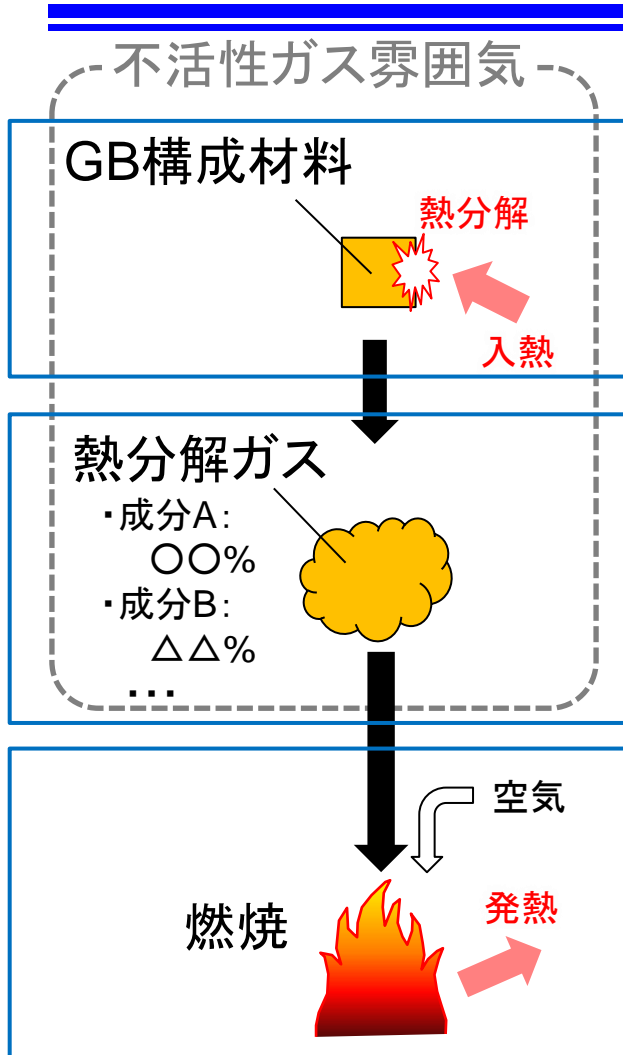 不活性ガス雰囲気
GB構成材料
熱分解
入熱
熱分解ガス
・成分A：
〇〇%
・成分B：
△△%
・・・
空気
燃焼
発熱